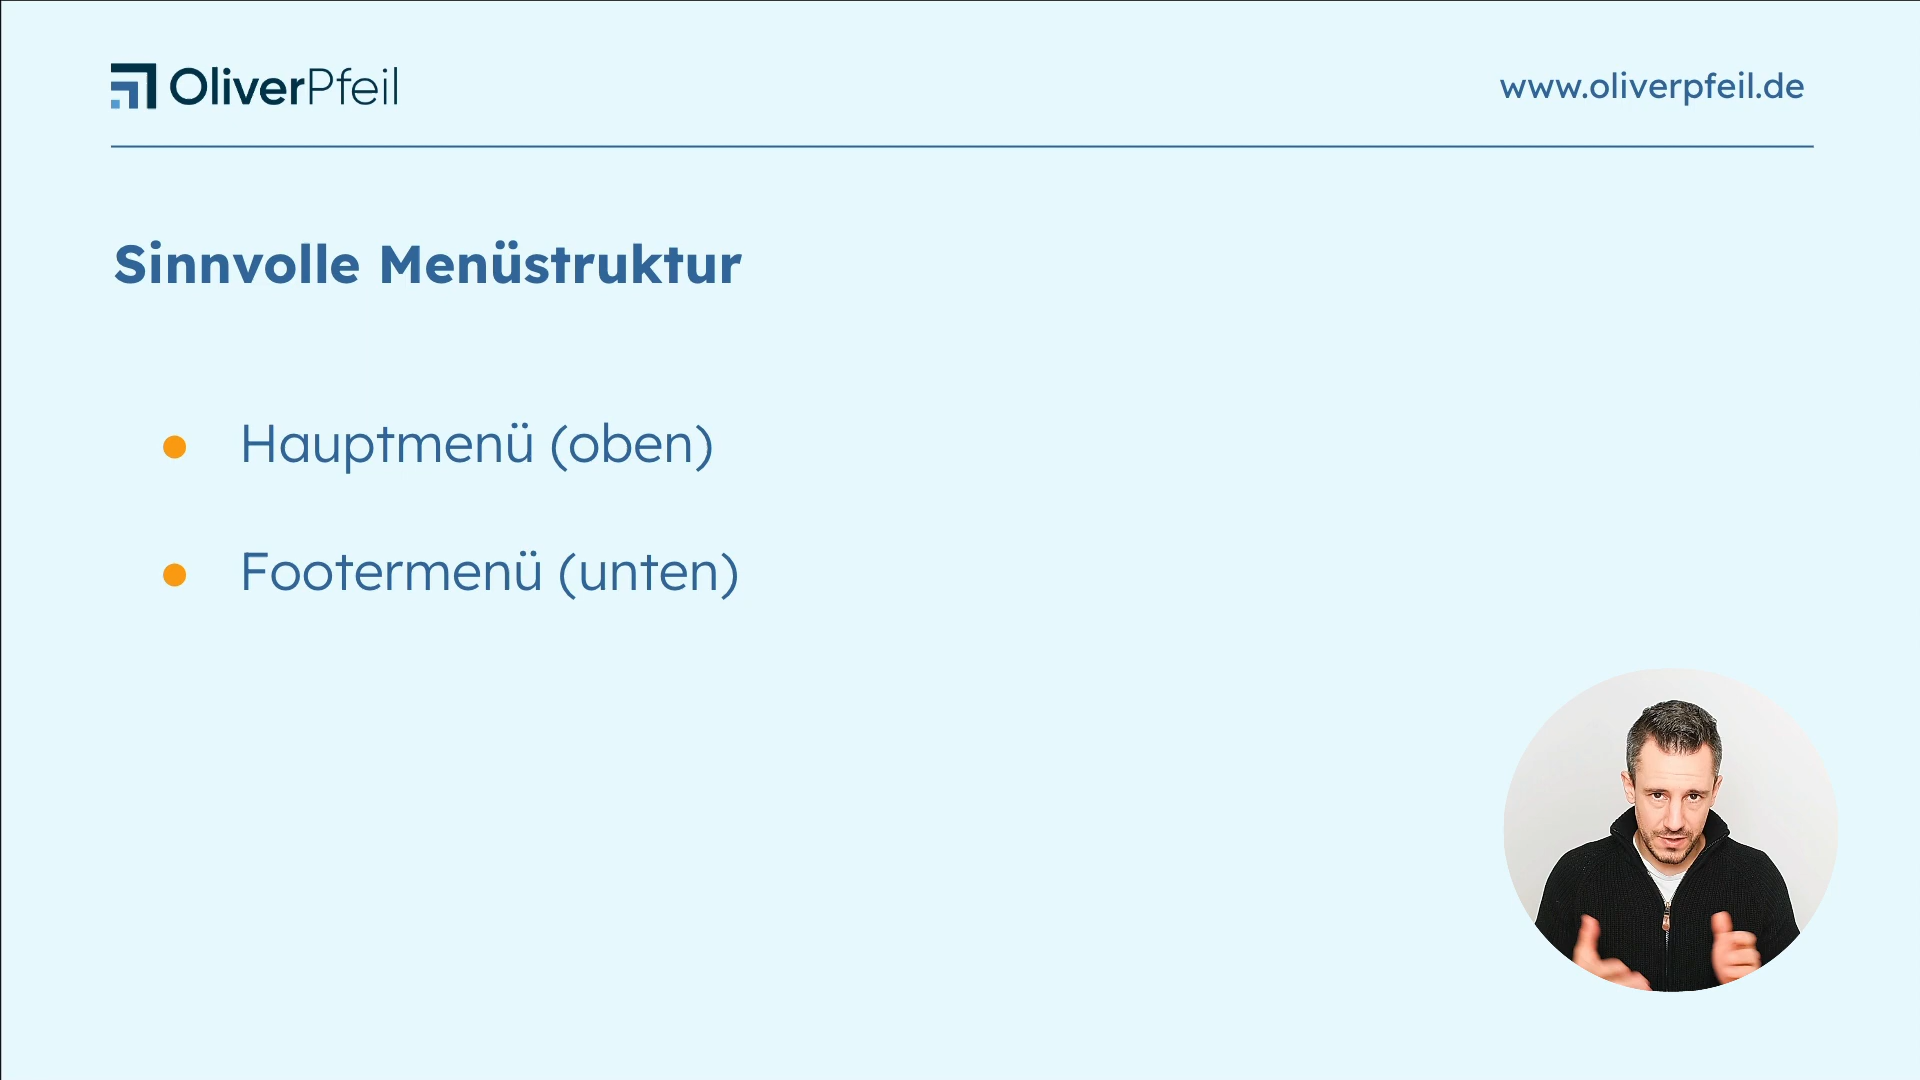 OliverPfeil
www.oliverpfeil.de
Sinnvolle Menüstruktur
Hauptmenü (oben)
Footermenü (unten)